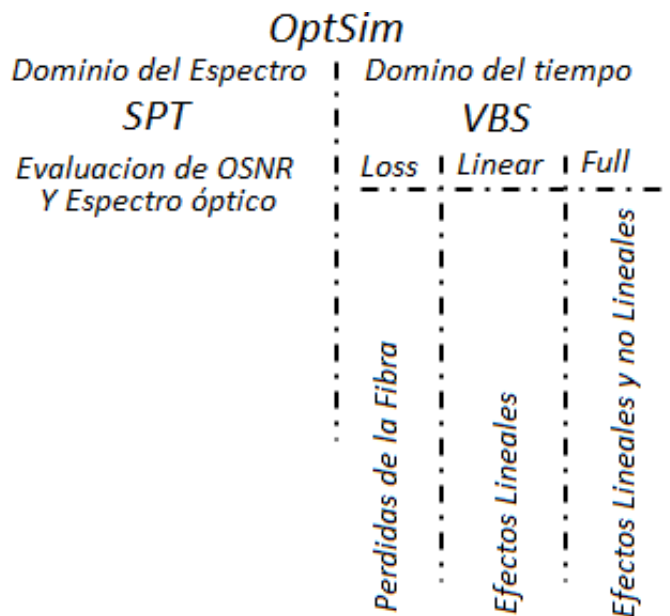 OptSim
Dominio del Espectro
Domino del tiempo
SPT
VBS
Evaluacion de OSNR
Y Espectro óptico
Loss
Linear
Full
Perdidas de la Fibra
Efectos Lineales
Efectos Lineales y no Lineales